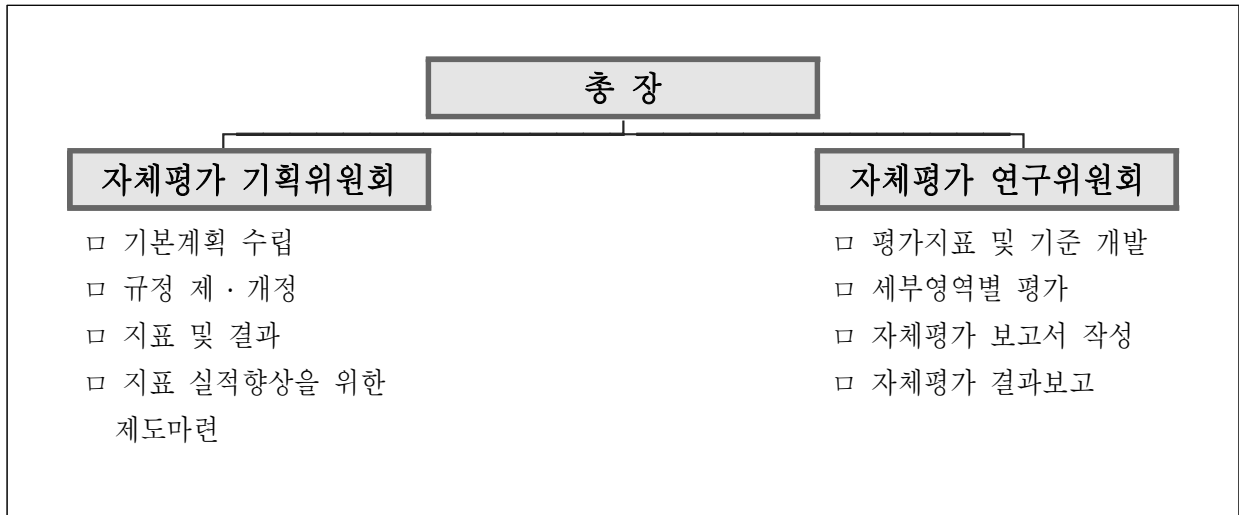 총 장
자체평가 기획위원회
ㅁ 기본계획 수립
ㅁ 규정 제 · 개정
ㅁ 지표 및 결과
ㅁ 지표 실적향상을 위한
제도마련
자체평가 연구위원회
ㅁ 평가지표 및 기준 개발
ㅁ 세부영역별 평가
ㅁ 자체평가 보고서 작성
ㅁ 자체평가 결과보고